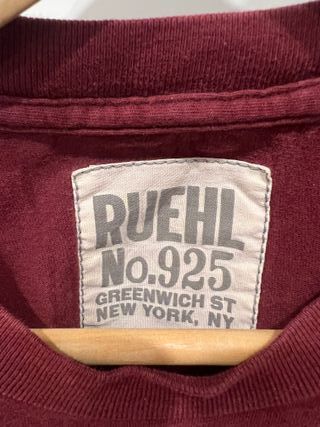 RUEHL
No.925
GREENWICH ST
NEW YORK, NY